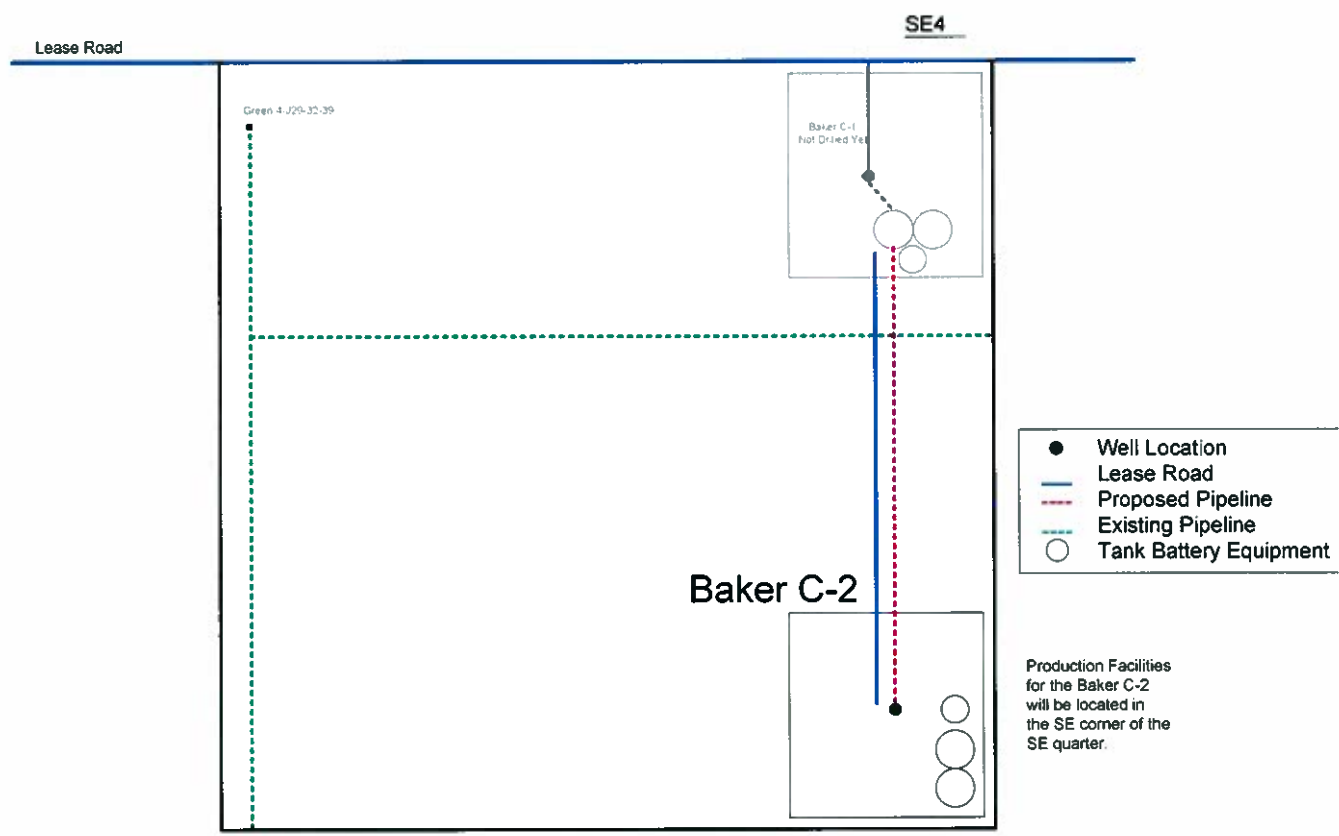 SE4
Lease Road
Green 4-J29-32-39
Baker C-1
Not Drilled Yet
Well Location
Lease Road
Proposed Pipeline
Existing Pipeline
Tank Battery Equipment
Baker C-2
Production Facilities
for the Baker C-2
will be located in
the SE corner of the
SE quarter.